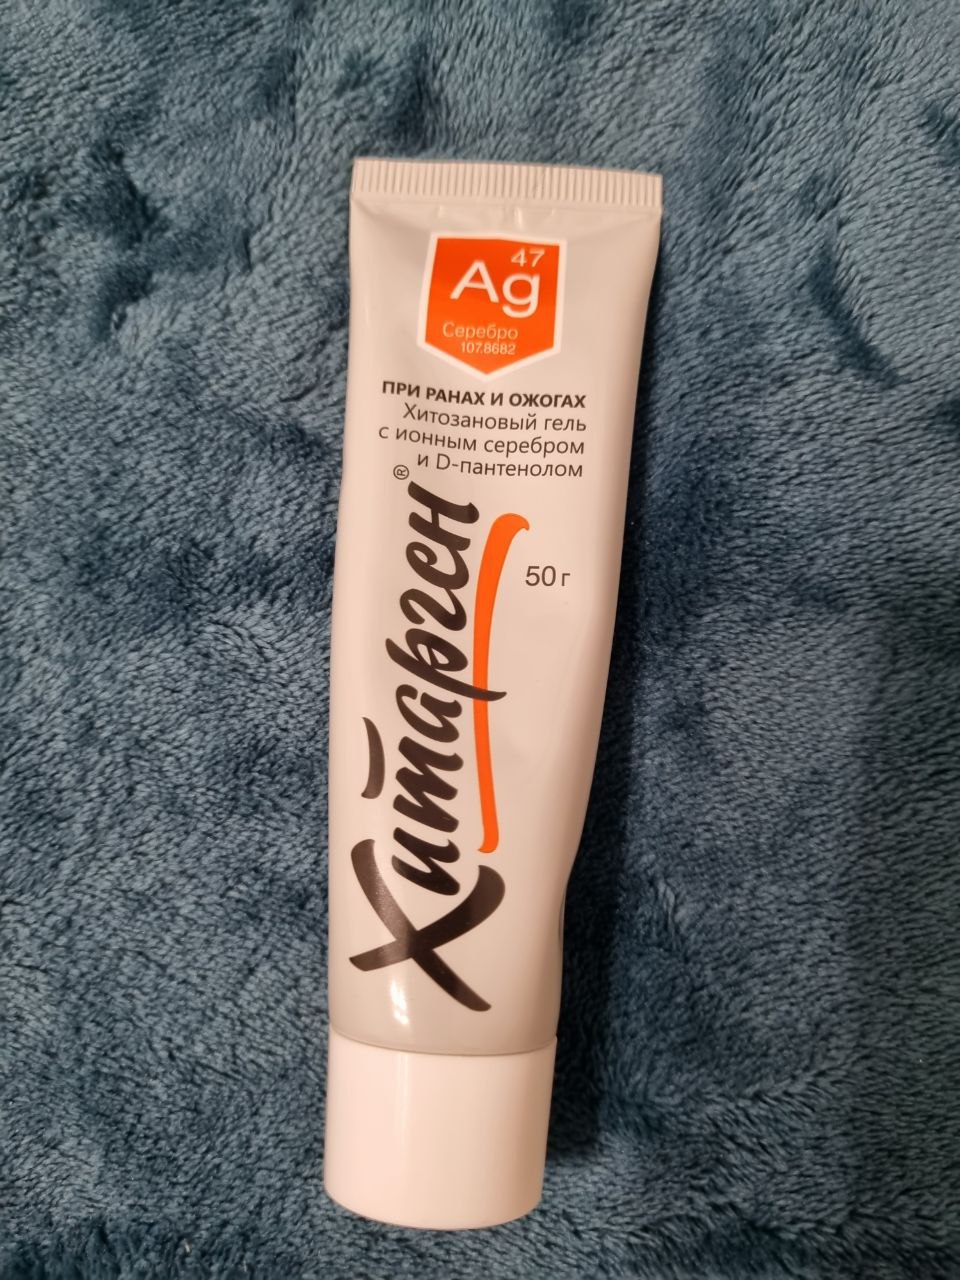 47
Ag
Серебро
107.8682
ПРИ РАНАХ И ОЖОГАХ
Хитозановый гель
с ионным серебром
и D-пантенолом
Хитарген®
50 г